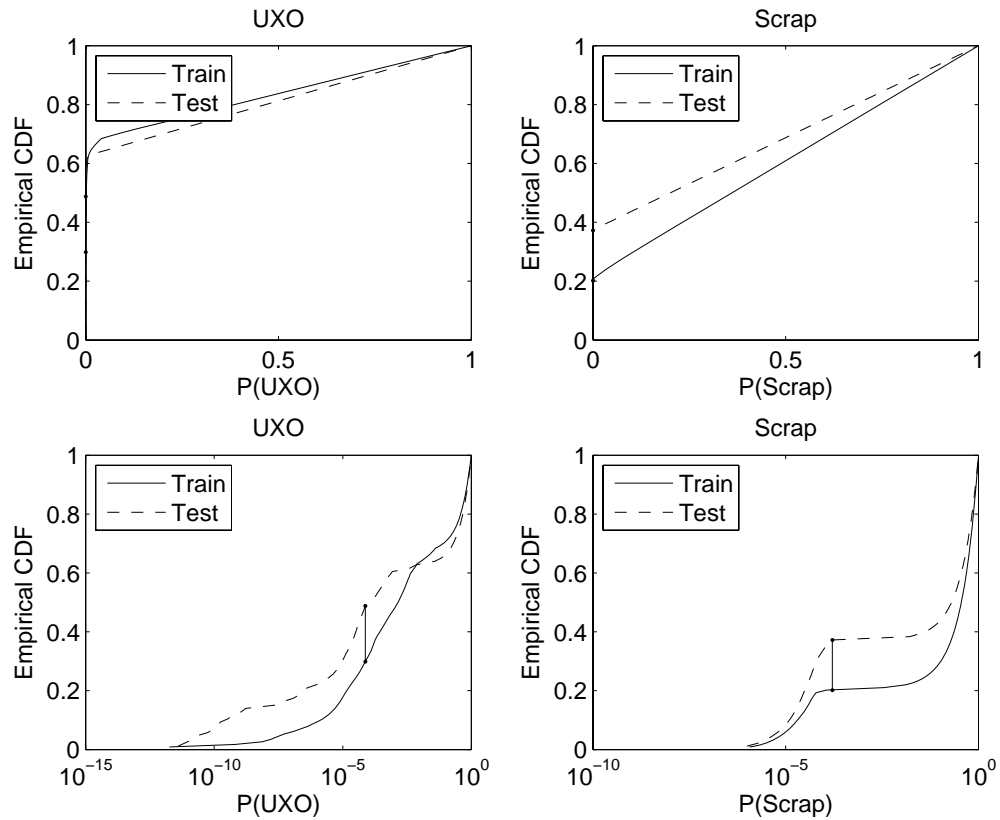 UXO
1
0.8
0.6
0.4
0.2
0
Empirical CDF
Train
Test
0
0.5
1
P(UXO)
Scrap
1
0.8
0.6
0.4
0.2
0
Empirical CDF
Train
Test
0
0.5
1
P(Scrap)
UXO
1
0.8
0.6
0.4
0.2
0
Empirical CDF
Train
Test
10⁻¹⁵
10⁻¹⁰
10⁻⁵
10⁰
P(UXO)
Scrap
1
0.8
0.6
0.4
0.2
0
Empirical CDF
Train
Test
10⁻¹⁰
10⁻⁵
10⁰
P(Scrap)